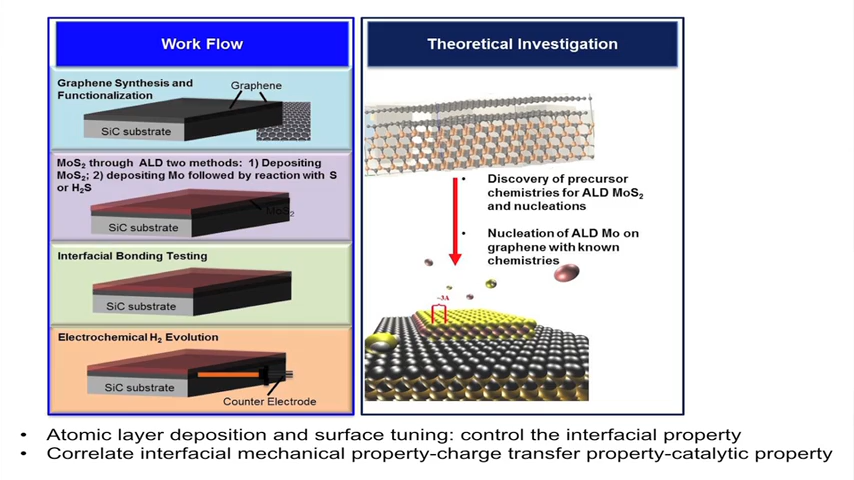 Work Flow
Graphene Synthesis and
Functionalization
Graphene
SiC substrate
MoS₂ through ALD two methods: 1) Depositing
MoS₂; 2) depositing Mo followed by reaction with S
or H₂S
MoS₂
SiC substrate
Interfacial Bonding Testing
SiC substrate
Electrochemical H₂ Evolution
SiC substrate
Counter Electrode
Theoretical Investigation
• Discovery of precursor
chemistries for ALD MoS₂
and nucleations
• Nucleation of ALD Mo on
graphene with known
chemistries
~3A
• Atomic layer deposition and surface tuning: control the interfacial property
• Correlate interfacial mechanical property-charge transfer property-catalytic property